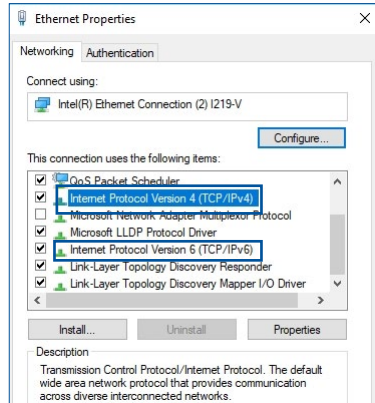 Ethernet Properties
Networking Authentication
Connect using:
Intel(R) Ethernet Connection (2) I219-V
Configure...
This connection uses the following items:
QoS Packet Scheduler
Internet Protocol Version 4 (TCP/IPv4)
Microsoft Network Adapter Multiplexor Protocol
Microsoft LLDP Protocol Driver
Internet Protocol Version 6 (TCP/IPv6)
Link-Layer Topology Discovery Responder
Link-Layer Topology Discovery Mapper I/O Driver
Install... Uninstall Properties
Description
Transmission Control Protocol/Internet Protocol. The default
wide area network protocol that provides communication
across diverse interconnected networks.